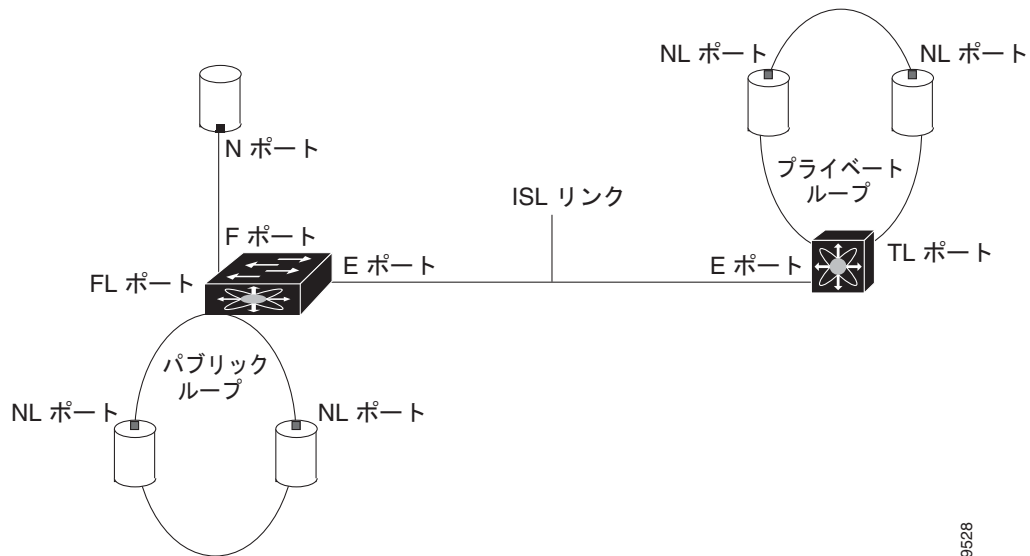 NL ポート
NL ポート
N ポート
プライベート
ループ
ISL リンク
F ポート
E ポート
E ポート
TL ポート
FL ポート
パブリック
ループ
NL ポート
NL ポート
9528